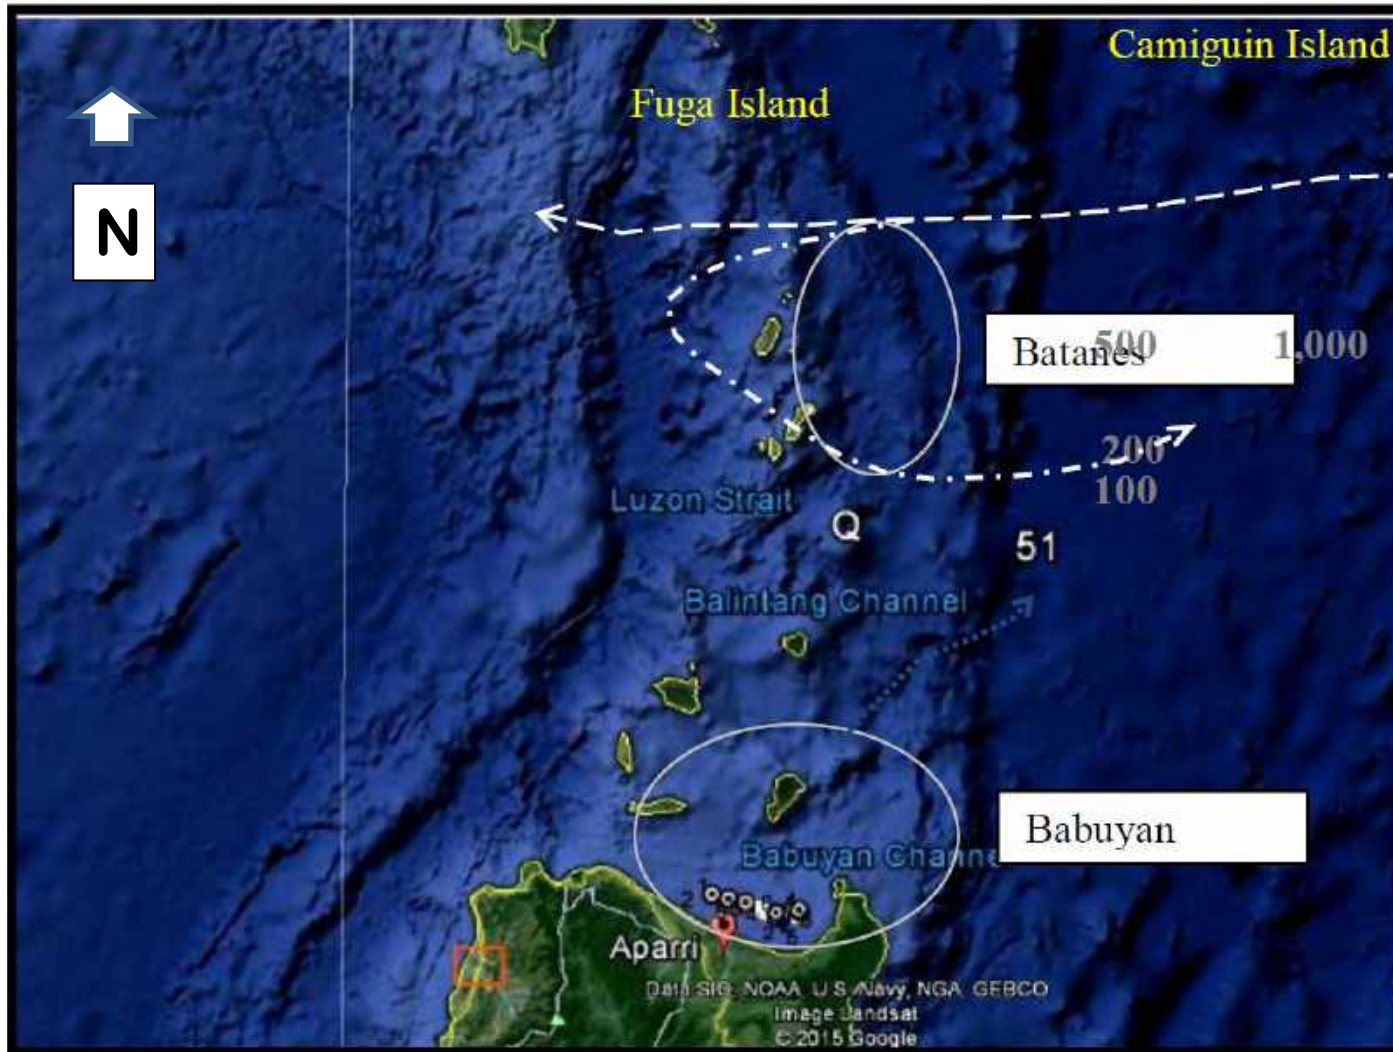 Camiguin Island
Fuga Island
N
Batanes
500
1,000
200
100
Luzon Strait
Q
51
Balintang Channel
Babuyan
Babuyan Channe
Aparri
Data SIO, NOAA, U.S. Navy, NGA, GEBCO
Image Landsat
© 2015 Google